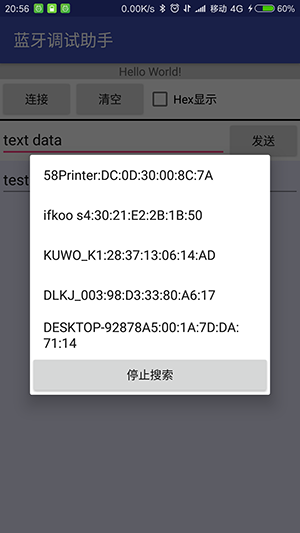 20:56 0.00K/s 移动 4G 60%
蓝牙调试助手
Hello World!
连接 清空 Hex显示
text data 发送
test
58Printer:DC:0D:30:00:8C:7A
ifkoo s4:30:21:E2:2B:1B:50
KUWO_K1:28:37:13:06:14:AD
DLKJ_003:98:D3:33:80:A6:17
DESKTOP-92878A5:00:1A:7D:DA:
71:14
停止搜索